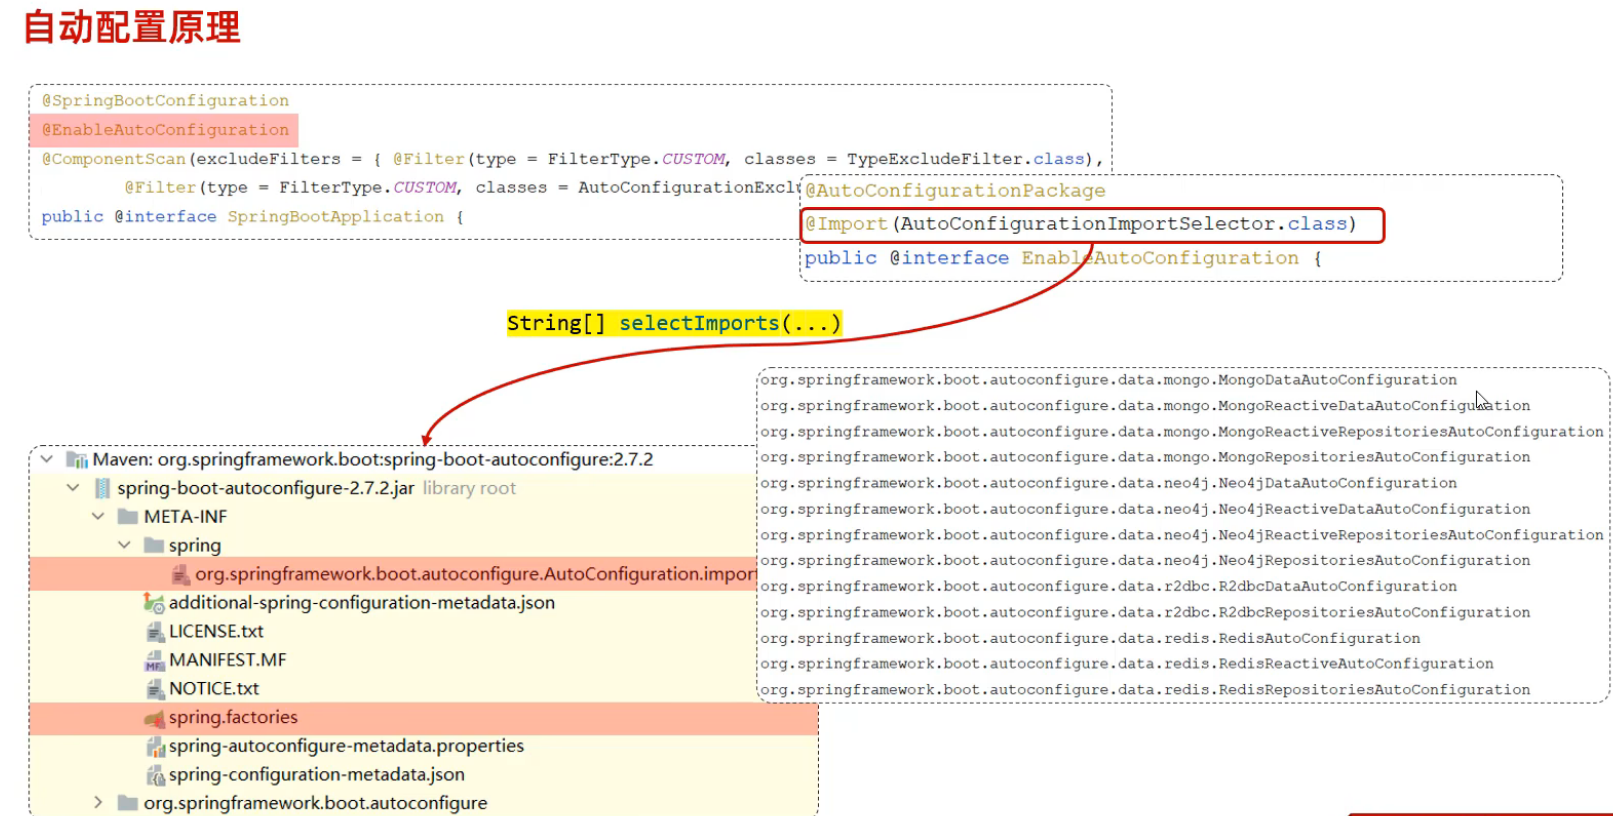 自动配置原理
@SpringBootConfiguration
@EnableAutoConfiguration
@ComponentScan(excludeFilters = { @Filter(type = FilterType.CUSTOM, classes = TypeExcludeFilter.class),
@Filter(type = FilterType.CUSTOM, classes = AutoConfigurationExclu
public @interface SpringBootApplication {
@AutoConfigurationPackage
@Import(AutoConfigurationImportSelector.class)
public @interface EnableAutoConfiguration {
String[] selectImports(...)
org.springframework.boot.autoconfigure.data.mongo.MongoDataAutoConfiguration
org.springframework.boot.autoconfigure.data.mongo.MongoReactiveDataAutoConfiguration
org.springframework.boot.autoconfigure.data.mongo.MongoReactiveRepositoriesAutoConfiguration
org.springframework.boot.autoconfigure.data.mongo.MongoRepositoriesAutoConfiguration
org.springframework.boot.autoconfigure.data.neo4j.Neo4jDataAutoConfiguration
org.springframework.boot.autoconfigure.data.neo4j.Neo4jReactiveDataAutoConfiguration
org.springframework.boot.autoconfigure.data.neo4j.Neo4jReactiveRepositoriesAutoConfiguration
org.springframework.boot.autoconfigure.data.neo4j.Neo4jRepositoriesAutoConfiguration
org.springframework.boot.autoconfigure.data.r2dbc.R2dbcDataAutoConfiguration
org.springframework.boot.autoconfigure.data.r2dbc.R2dbcRepositoriesAutoConfiguration
org.springframework.boot.autoconfigure.data.redis.RedisAutoConfiguration
org.springframework.boot.autoconfigure.data.redis.RedisReactiveAutoConfiguration
org.springframework.boot.autoconfigure.data.redis.RedisRepositoriesAutoConfiguration
Maven: org.springframework.boot:spring-boot-autoconfigure:2.7.2
spring-boot-autoconfigure-2.7.2.jar library root
META-INF
spring
org.springframework.boot.autoconfigure.AutoConfiguration.impor
additional-spring-configuration-metadata.json
LICENSE.txt
MANIFEST.MF
NOTICE.txt
spring.factories
spring-autoconfigure-metadata.properties
spring-configuration-metadata.json
org.springframework.boot.autoconfigure